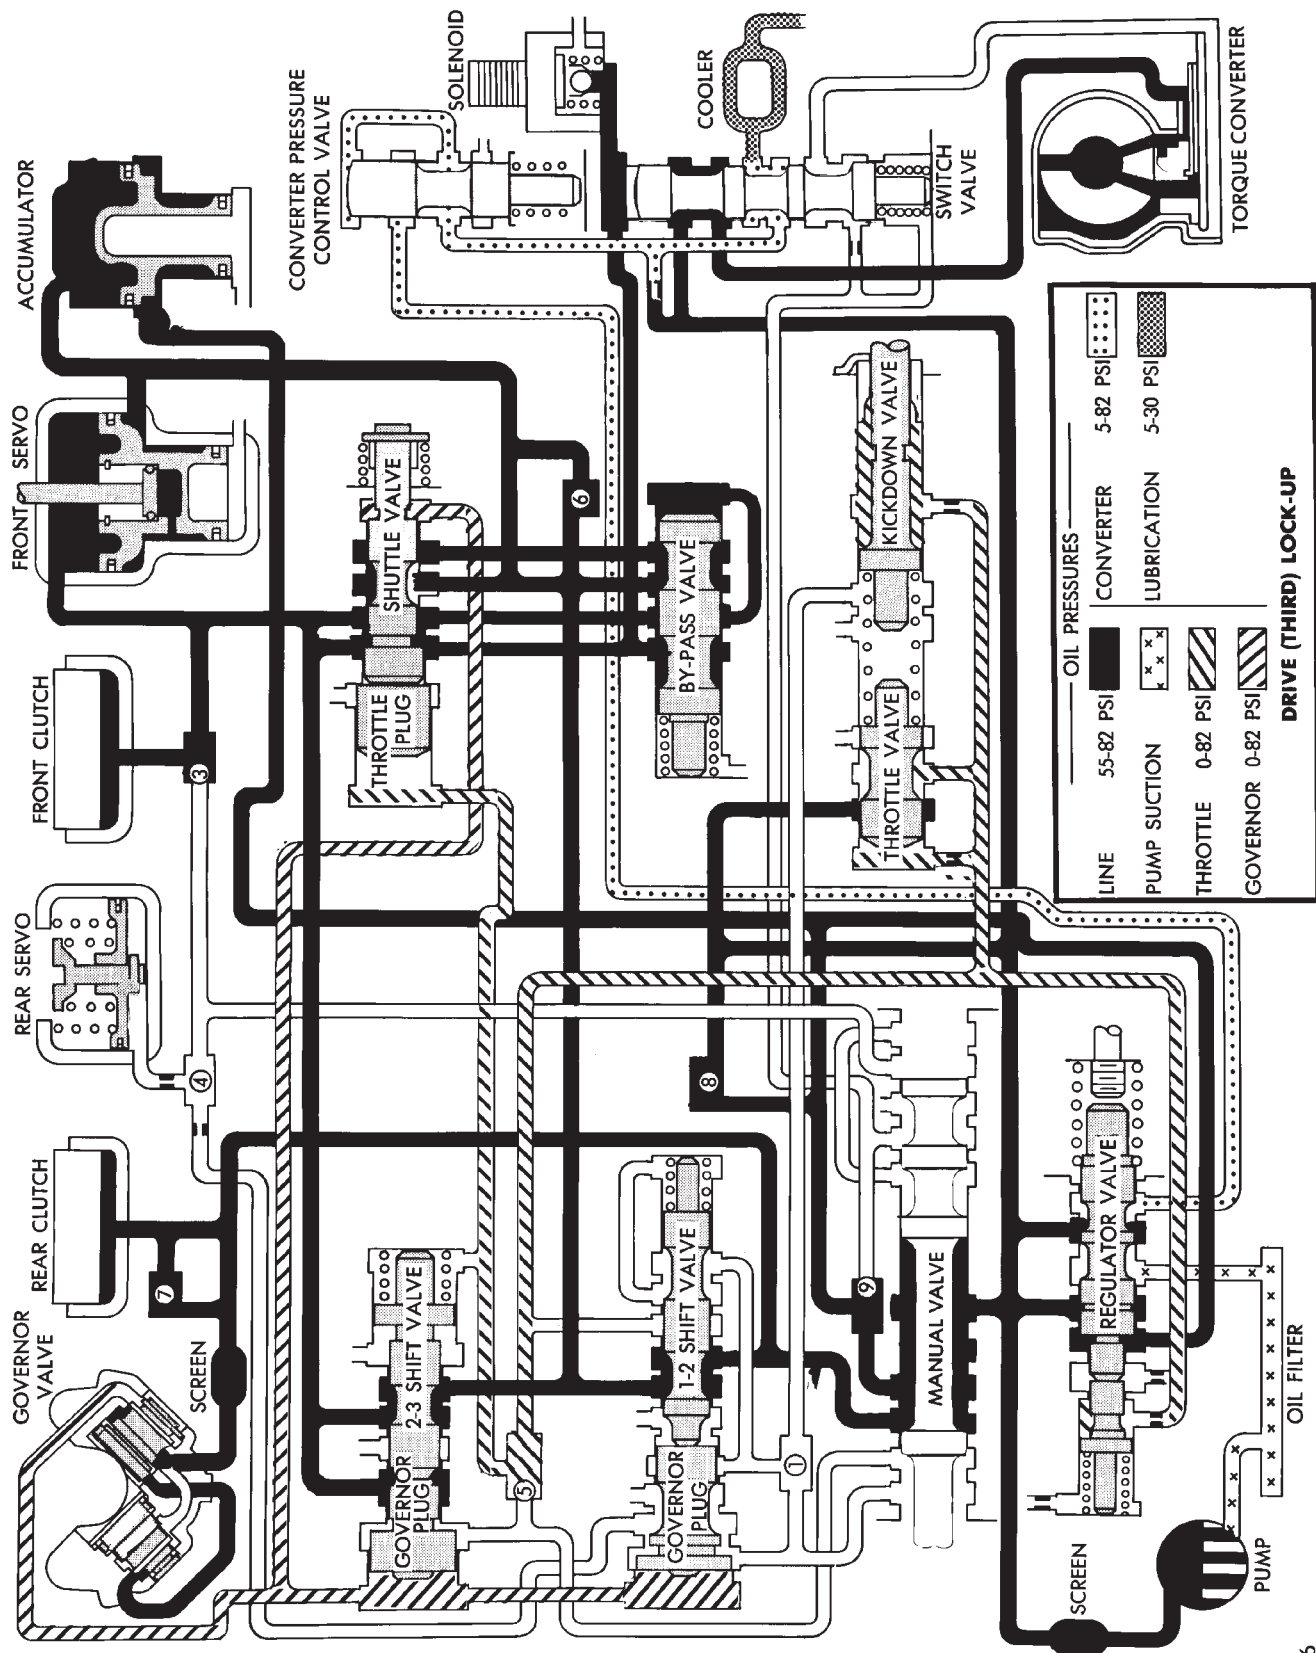 GOVERNOR
VALVE
REAR CLUTCH
REAR SERVO
FRONT CLUTCH
FRONT SERVO
ACCUMULATOR
SCREEN
7
4
3
CONVERTER PRESSURE
CONTROL VALVE
SOLENOID
GOVERNOR
PLUG
2-3 SHIFT VALVE
THROTTLE
PLUG
SHUTTLE VALVE
5
6
GOVERNOR
PLUG
1-2 SHIFT VALVE
8
BY-PASS VALVE
COOLER
1
9
THROTTLE VALVE
KICKDOWN VALVE
SWITCH
VALVE
MANUAL VALVE
SCREEN
REGULATOR VALVE
PUMP
OIL FILTER
TORQUE CONVERTER
OIL PRESSURES
LINE 55-82 PSI
CONVERTER 5-82 PSI
PUMP SUCTION
LUBRICATION 5-30 PSI
THROTTLE 0-82 PSI
GOVERNOR 0-82 PSI
DRIVE (THIRD) LOCK-UP